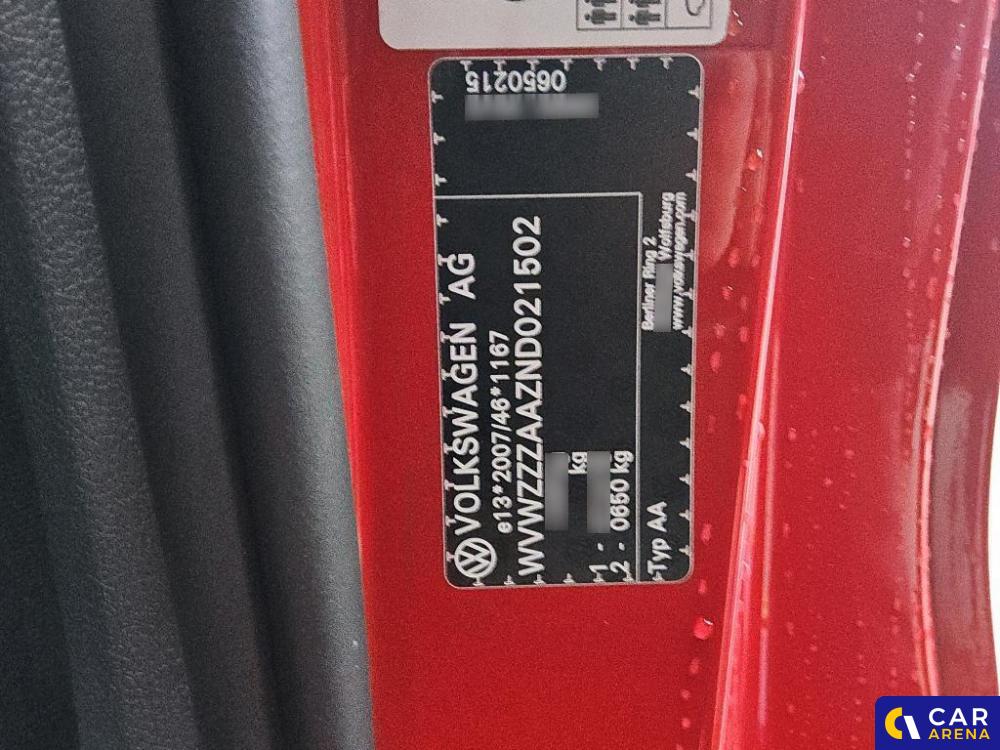 VOLKSWAGEN AG
e13*2007/46*1167
WVWZZZAAZND021502
kg
1 -
2 - 0650 kg
Typ AA
Berliner Ring 2
Wolfsburg
www.volkswagen.com
0650215
CAR
ARENA